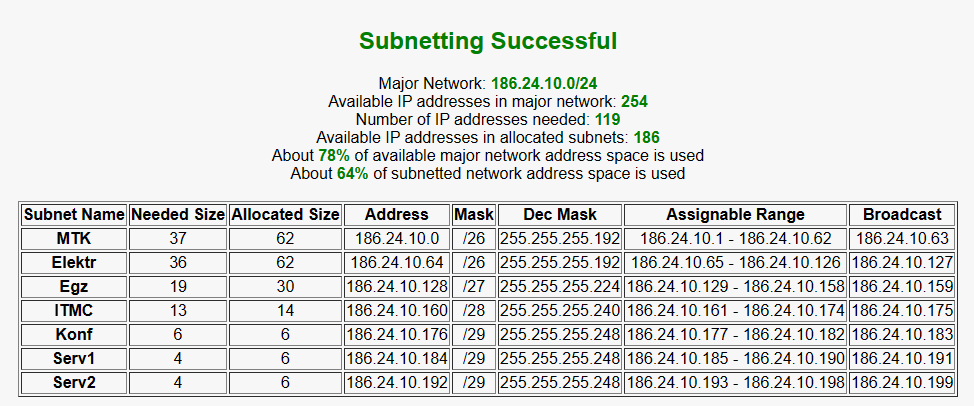 Subnetting Successful
Major Network: 186.24.10.0/24
Available IP addresses in major network: 254
Number of IP addresses needed: 119
Available IP addresses in allocated subnets: 186
About 78% of available major network address space is used
About 64% of subnetted network address space is used
Subnet Name Needed Size Allocated Size Address Mask Dec Mask Assignable Range Broadcast
MTK 37 62 186.24.10.0 /26 255.255.255.192 186.24.10.1 - 186.24.10.62 186.24.10.63
Elektr 36 62 186.24.10.64 /26 255.255.255.192 186.24.10.65 - 186.24.10.126 186.24.10.127
Egz 19 30 186.24.10.128 /27 255.255.255.224 186.24.10.129 - 186.24.10.158 186.24.10.159
ITMC 13 14 186.24.10.160 /28 255.255.255.240 186.24.10.161 - 186.24.10.174 186.24.10.175
Konf 6 6 186.24.10.176 /29 255.255.255.248 186.24.10.177 - 186.24.10.182 186.24.10.183
Serv1 4 6 186.24.10.184 /29 255.255.255.248 186.24.10.185 - 186.24.10.190 186.24.10.191
Serv2 4 6 186.24.10.192 /29 255.255.255.248 186.24.10.193 - 186.24.10.198 186.24.10.199